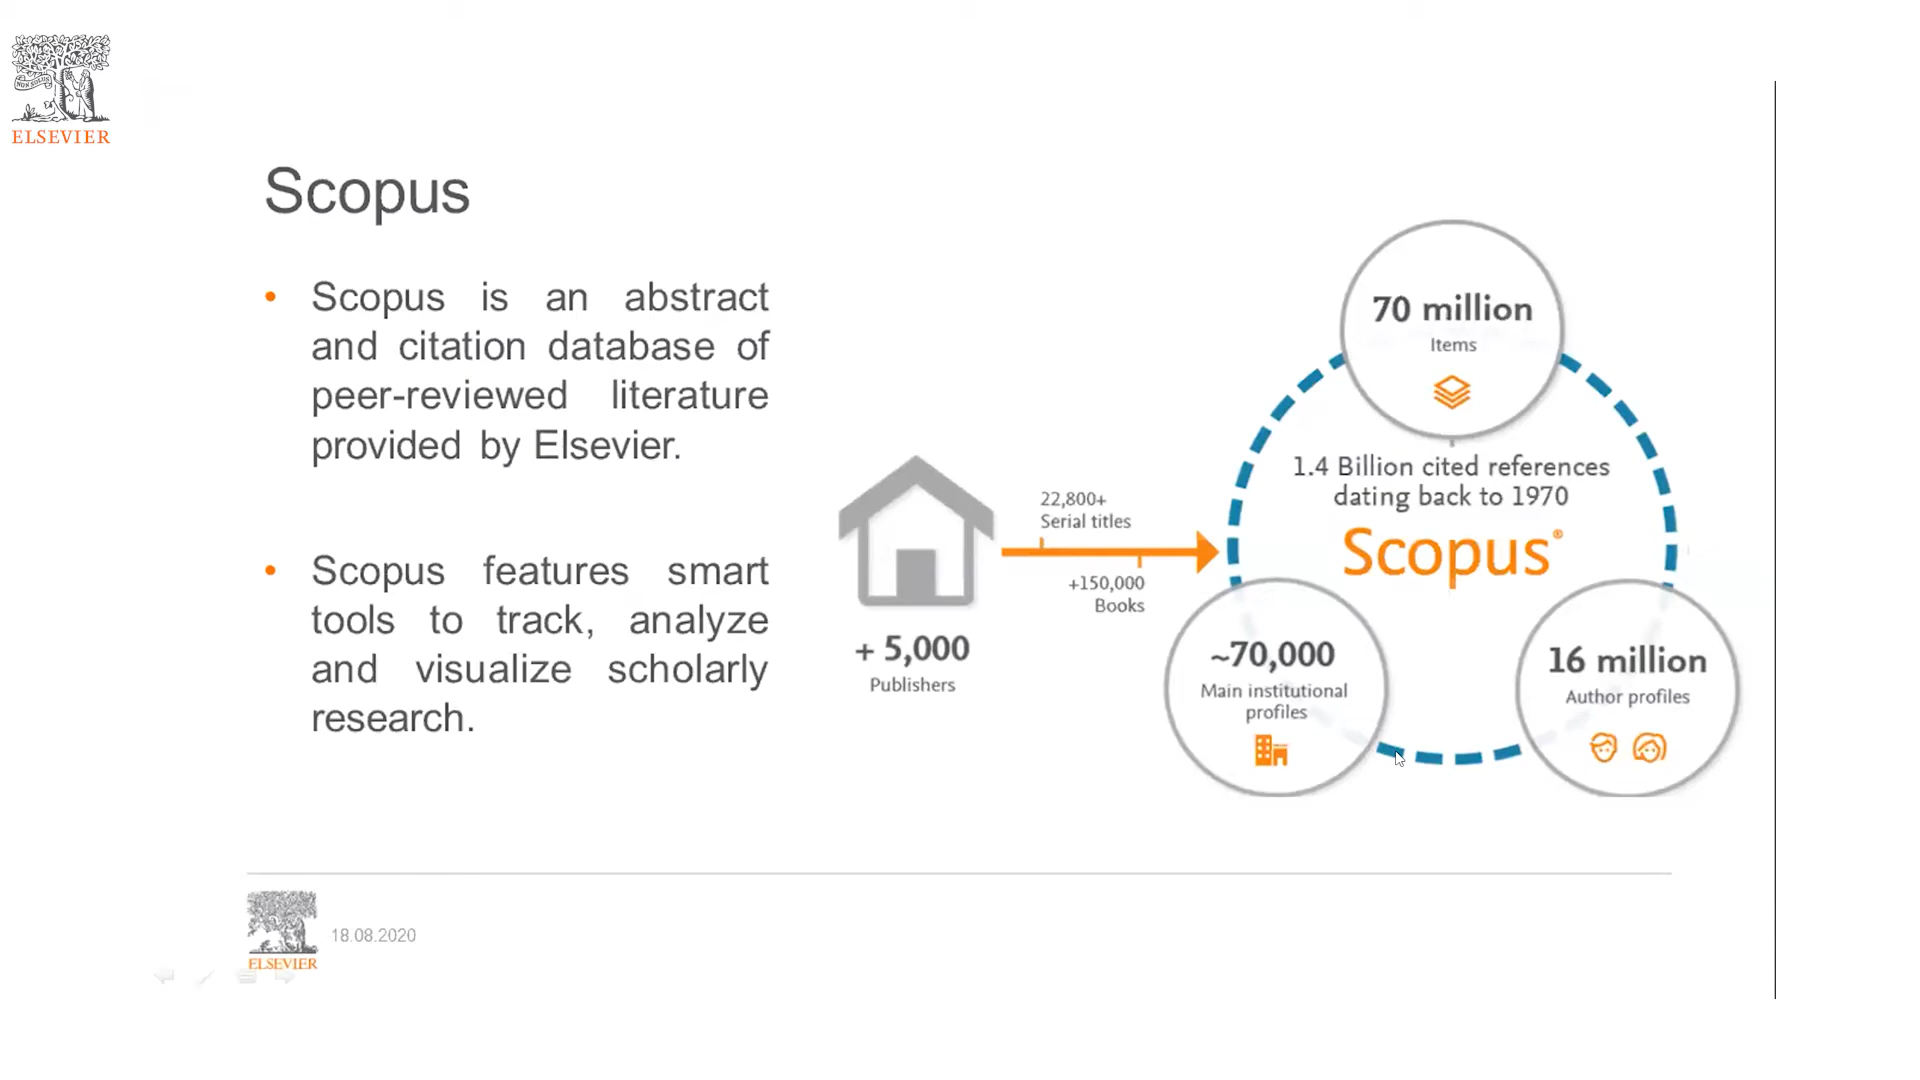 ELSEVIER
Scopus
• Scopus is an abstract
and citation database of
peer-reviewed literature
provided by Elsevier.
• Scopus features smart
tools to track, analyze
and visualize scholarly
research.
+ 5,000
Publishers
22,800+
Serial titles
+150,000
Books
70 million
Items
1.4 Billion cited references
dating back to 1970
Scopus®
~70,000
Main institutional
profiles
16 million
Author profiles
ELSEVIER
18.08.2020